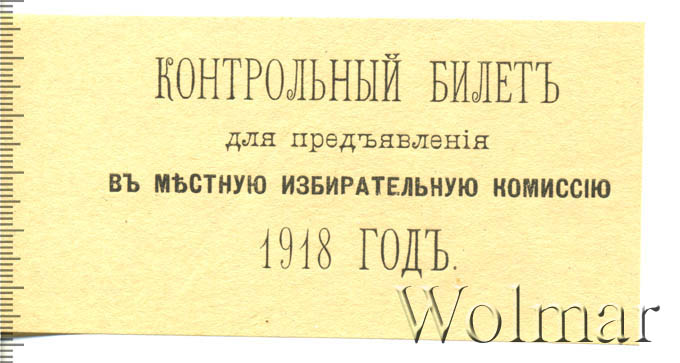 КОНТРОЛЬНЫЙ БИЛЕТЪ
для предъявленія
ВЪ МѢСТНУЮ ИЗБИРАТЕЛЬНУЮ КОМИССІЮ
1918 ГОДЪ.
Wolmar